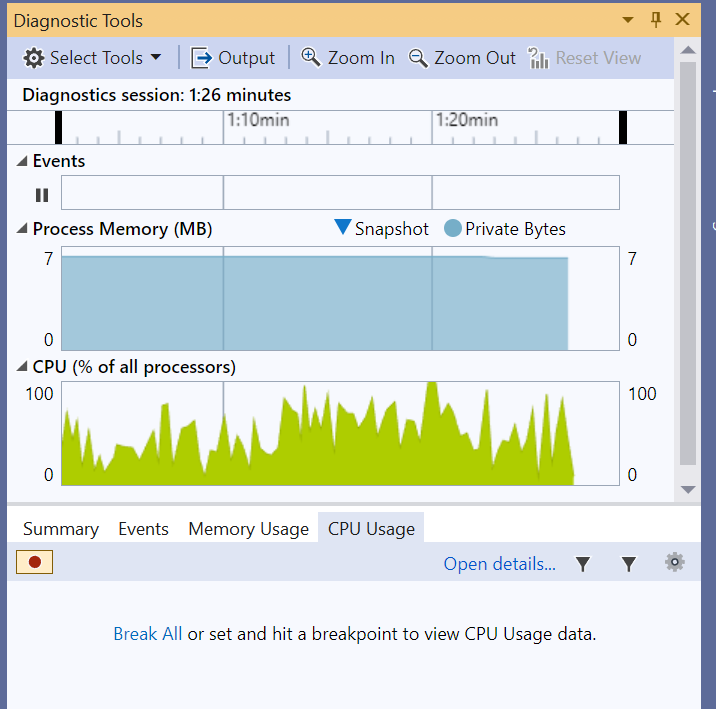 Diagnostic Tools
Select Tools Output Zoom In Zoom Out Reset View
Diagnostics session: 1:26 minutes
1:10min 1:20min
Events
Process Memory (MB) Snapshot Private Bytes
7 7
0 0
CPU (% of all processors)
100 100
0 0
Summary Events Memory Usage CPU Usage
Open details...
Break All or set and hit a breakpoint to view CPU Usage data.